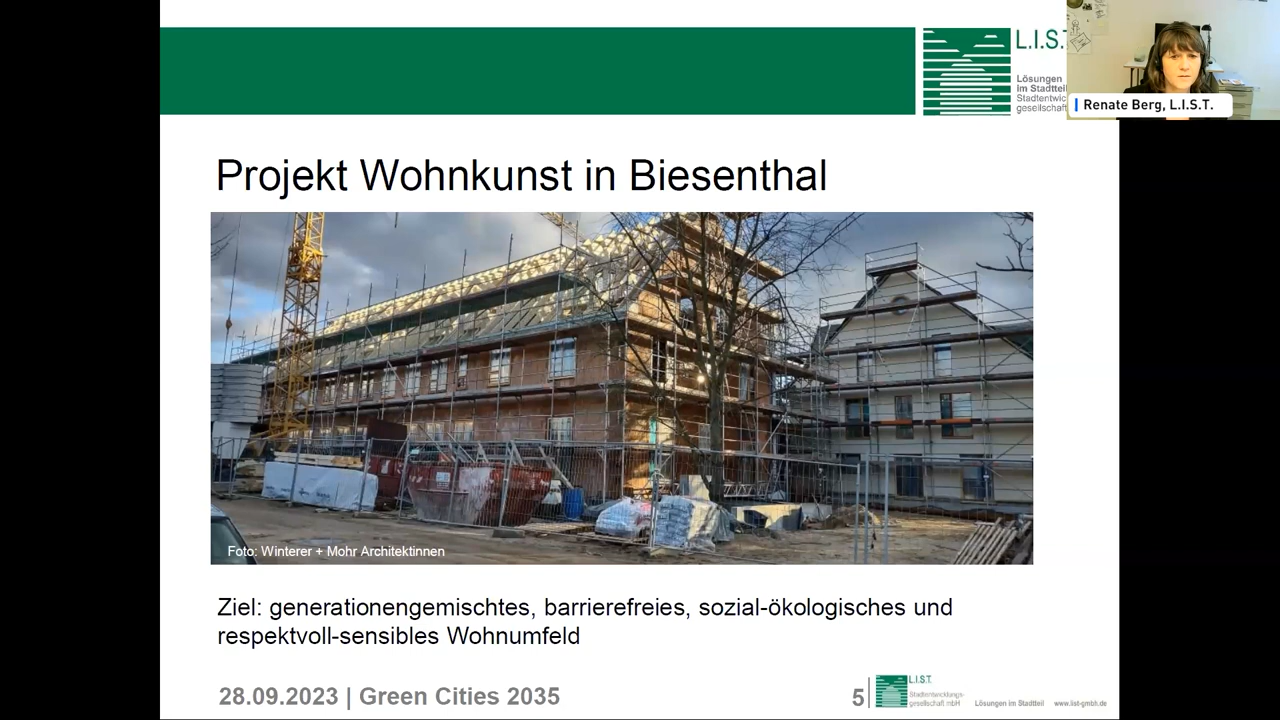 L.I.S.T
Lösungen
im Stadtteil
Stadtentwic
gesellschaft
Renate Berg, L.I.S.T.
Projekt Wohnkunst in Biesenthal
Foto: Winterer + Mohr Architektinnen
Ziel: generationengemischtes, barrierefreies, sozial-ökologisches und
respektvoll-sensibles Wohnumfeld
28.09.2023 | Green Cities 2035
5
L.I.S.T.
Stadtentwicklungs-
gesellschaft mbH
Lösungen im Stadtteil
www.list-gmbh.de